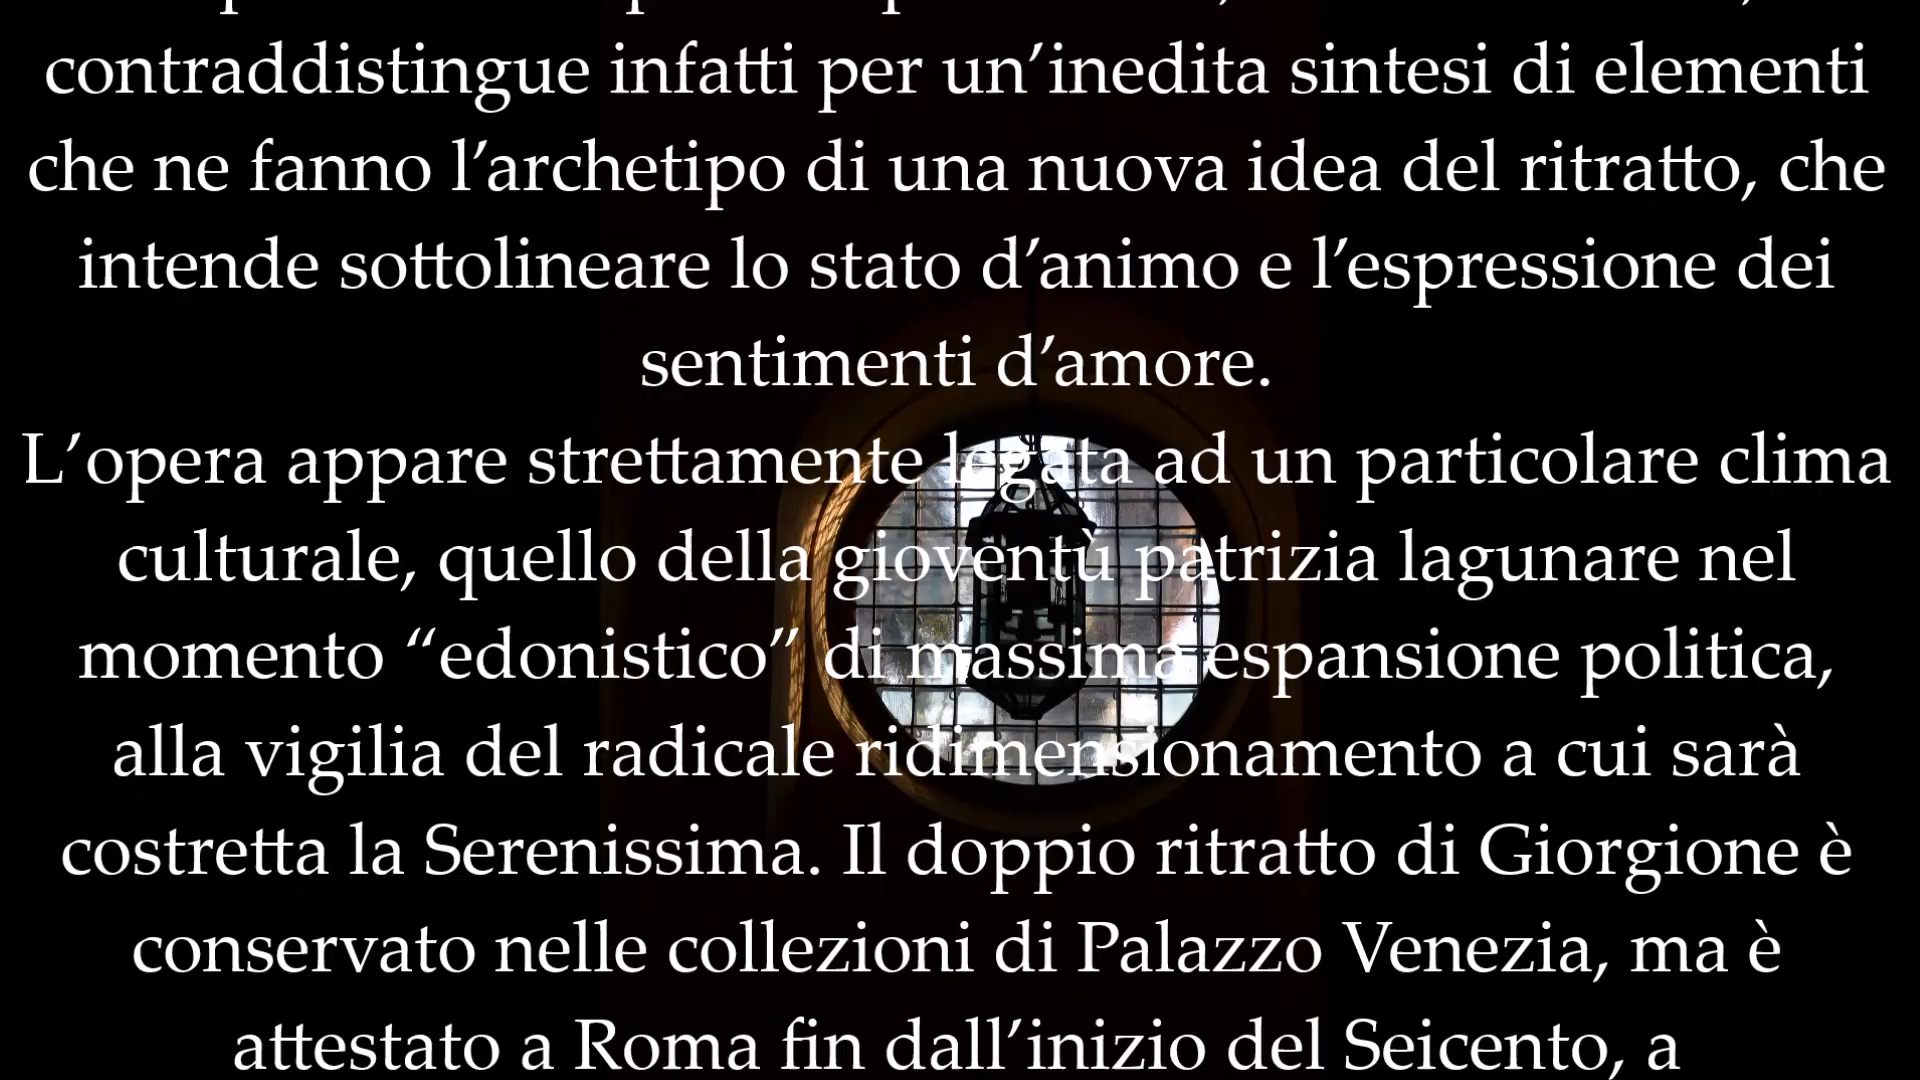 contraddistingue infatti per un’inedita sintesi di elementi
che ne fanno l’archetipo di una nuova idea del ritratto, che
intende sottolineare lo stato d’animo e l’espressione dei
sentimenti d’amore.
L’opera appare strettamente legata ad un particolare clima
culturale, quello della gioventù patrizia lagunare nel
momento “edonistico” di massima espansione politica,
alla vigilia del radicale ridimensionamento a cui sarà
costretta la Serenissima. Il doppio ritratto di Giorgione è
conservato nelle collezioni di Palazzo Venezia, ma è
attestato a Roma fin dall’inizio del Seicento, a